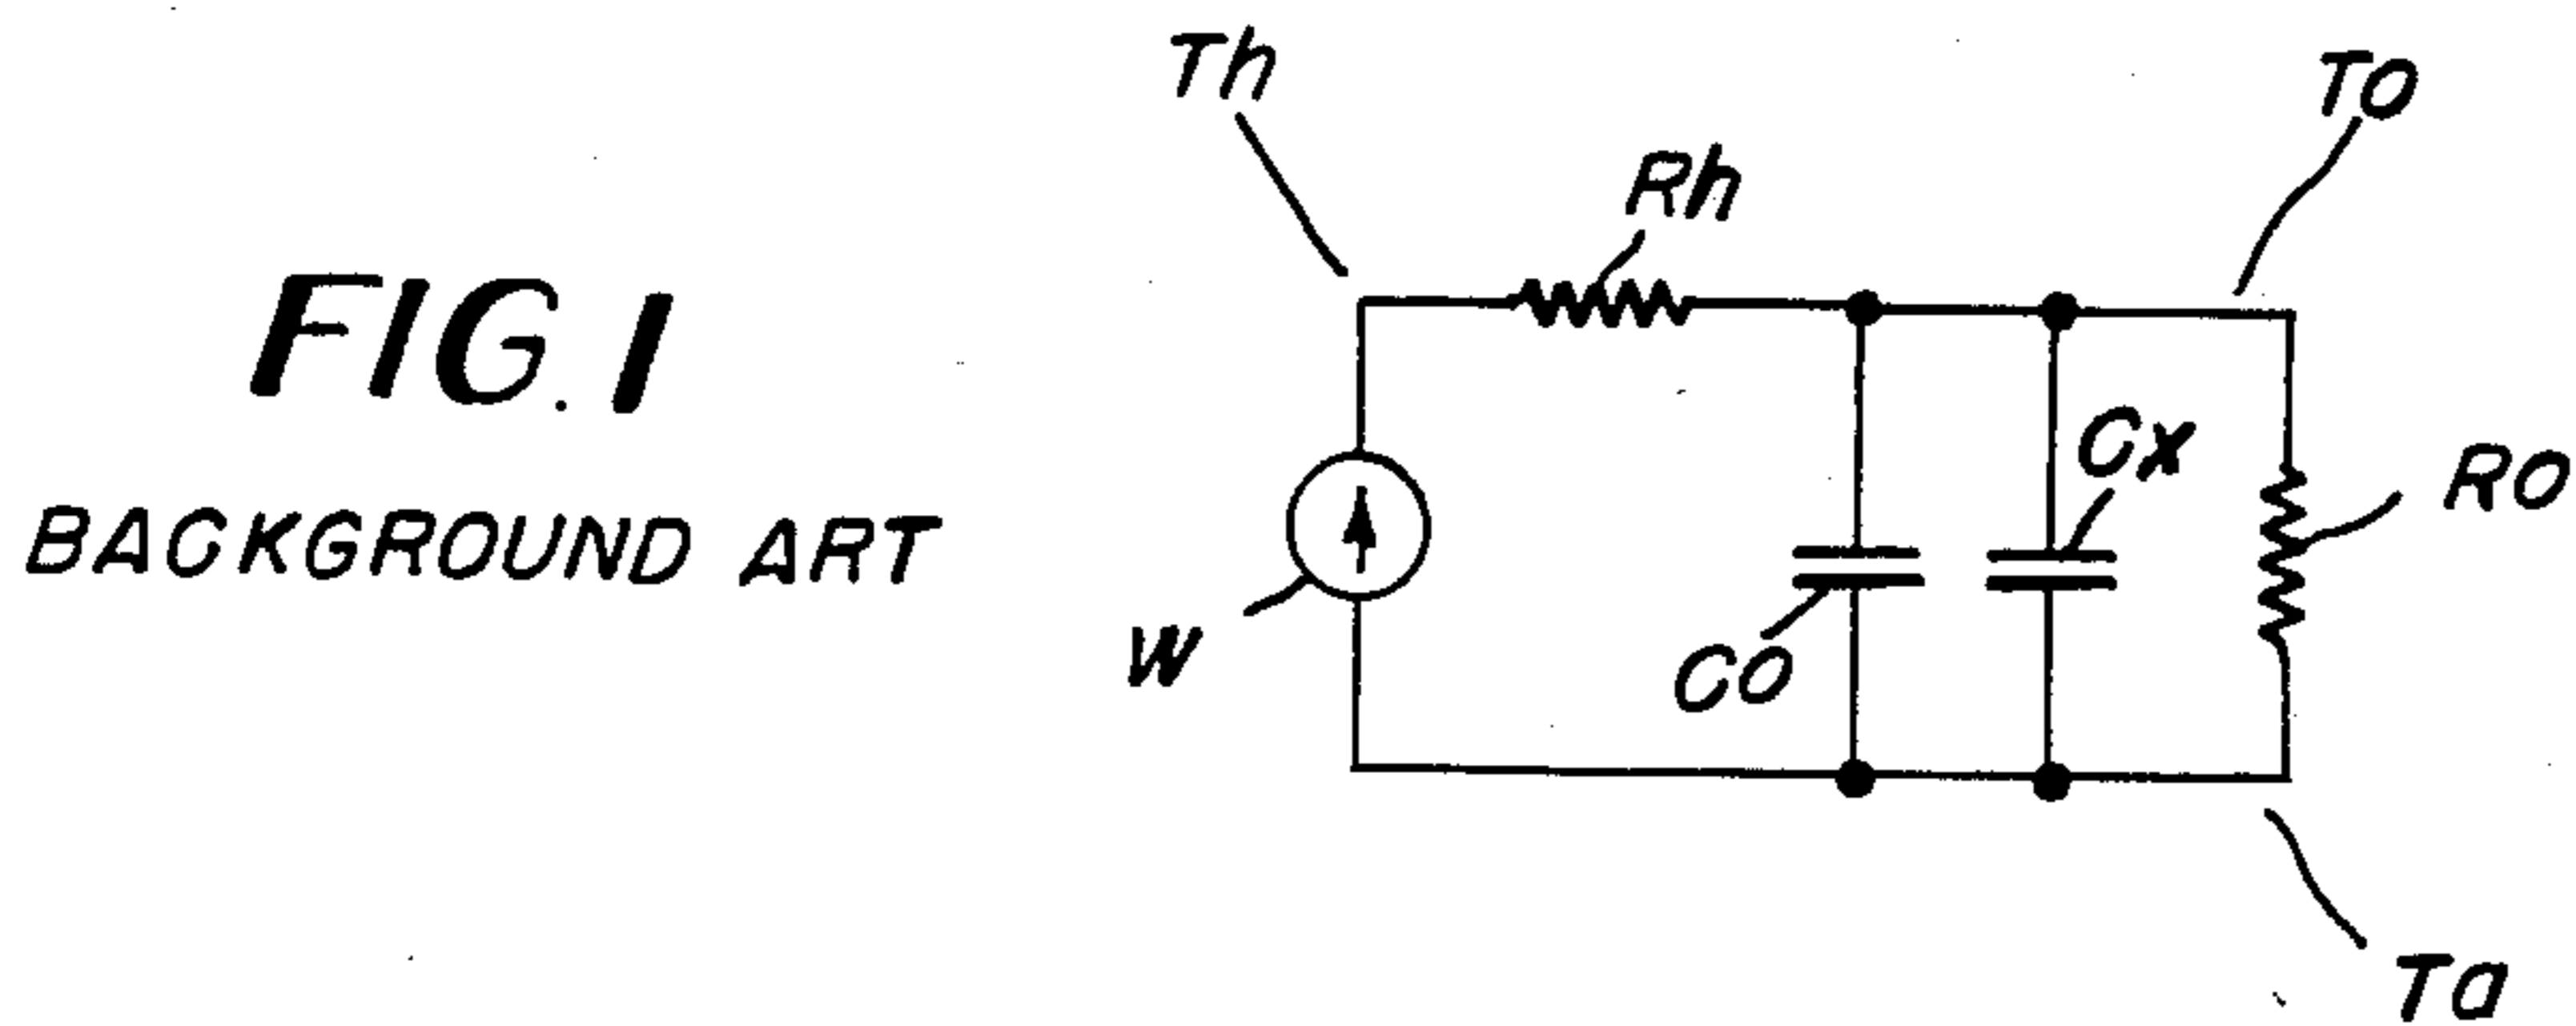 Th
TO
Rh
FIG. 1
CX
RO
BACKGROUND ART
W
CO
Ta